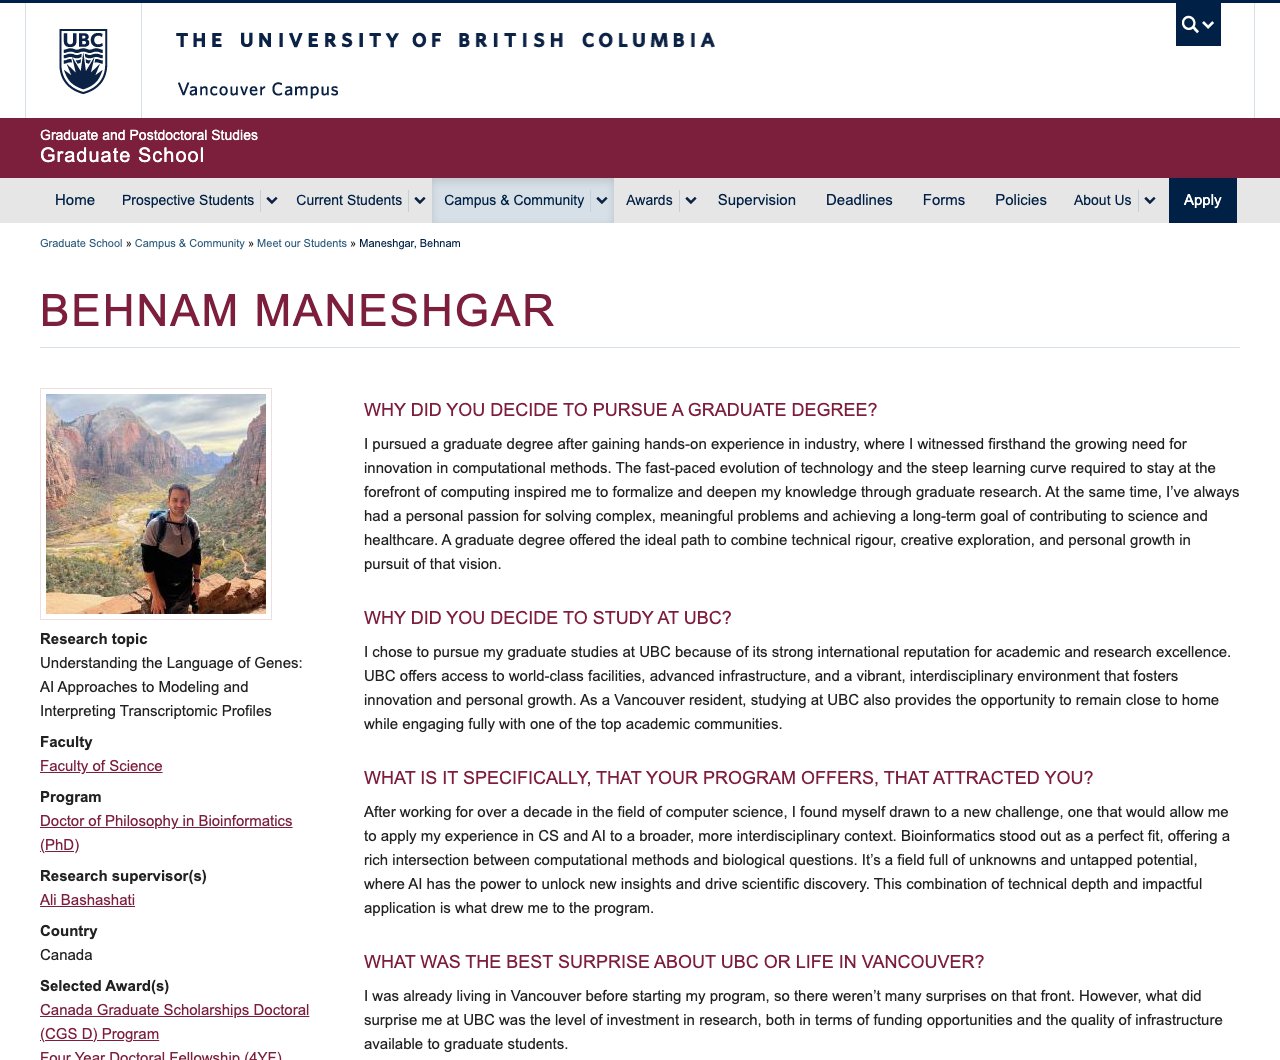 UBC
THE UNIVERSITY OF BRITISH COLUMBIA
Vancouver Campus
Graduate and Postdoctoral Studies
Graduate School
Home Prospective Students Current Students Campus & Community Awards Supervision Deadlines Forms Policies About Us Apply
Graduate School » Campus & Community » Meet our Students » Maneshgar, Behnam
BEHNAM MANESHGAR
Research topic
Understanding the Language of Genes:
AI Approaches to Modeling and
Interpreting Transcriptomic Profiles
Faculty
Faculty of Science
Program
Doctor of Philosophy in Bioinformatics
(PhD)
Research supervisor(s)
Ali Bashashati
Country
Canada
Selected Award(s)
Canada Graduate Scholarships Doctoral
(CGS D) Program
Four Year Doctoral Fellowship (4YF)
WHY DID YOU DECIDE TO PURSUE A GRADUATE DEGREE?
I pursued a graduate degree after gaining hands-on experience in industry, where I witnessed firsthand the growing need for
innovation in computational methods. The fast-paced evolution of technology and the steep learning curve required to stay at the
forefront of computing inspired me to formalize and deepen my knowledge through graduate research. At the same time, I’ve always
had a personal passion for solving complex, meaningful problems and achieving a long-term goal of contributing to science and
healthcare. A graduate degree offered the ideal path to combine technical rigour, creative exploration, and personal growth in
pursuit of that vision.
WHY DID YOU DECIDE TO STUDY AT UBC?
I chose to pursue my graduate studies at UBC because of its strong international reputation for academic and research excellence.
UBC offers access to world-class facilities, advanced infrastructure, and a vibrant, interdisciplinary environment that fosters
innovation and personal growth. As a Vancouver resident, studying at UBC also provides the opportunity to remain close to home
while engaging fully with one of the top academic communities.
WHAT IS IT SPECIFICALLY, THAT YOUR PROGRAM OFFERS, THAT ATTRACTED YOU?
After working for over a decade in the field of computer science, I found myself drawn to a new challenge, one that would allow me
to apply my experience in CS and AI to a broader, more interdisciplinary context. Bioinformatics stood out as a perfect fit, offering a
rich intersection between computational methods and biological questions. It’s a field full of unknowns and untapped potential,
where AI has the power to unlock new insights and drive scientific discovery. This combination of technical depth and impactful
application is what drew me to the program.
WHAT WAS THE BEST SURPRISE ABOUT UBC OR LIFE IN VANCOUVER?
I was already living in Vancouver before starting my program, so there weren’t many surprises on that front. However, what did
surprise me at UBC was the level of investment in research, both in terms of funding opportunities and the quality of infrastructure
available to graduate students.